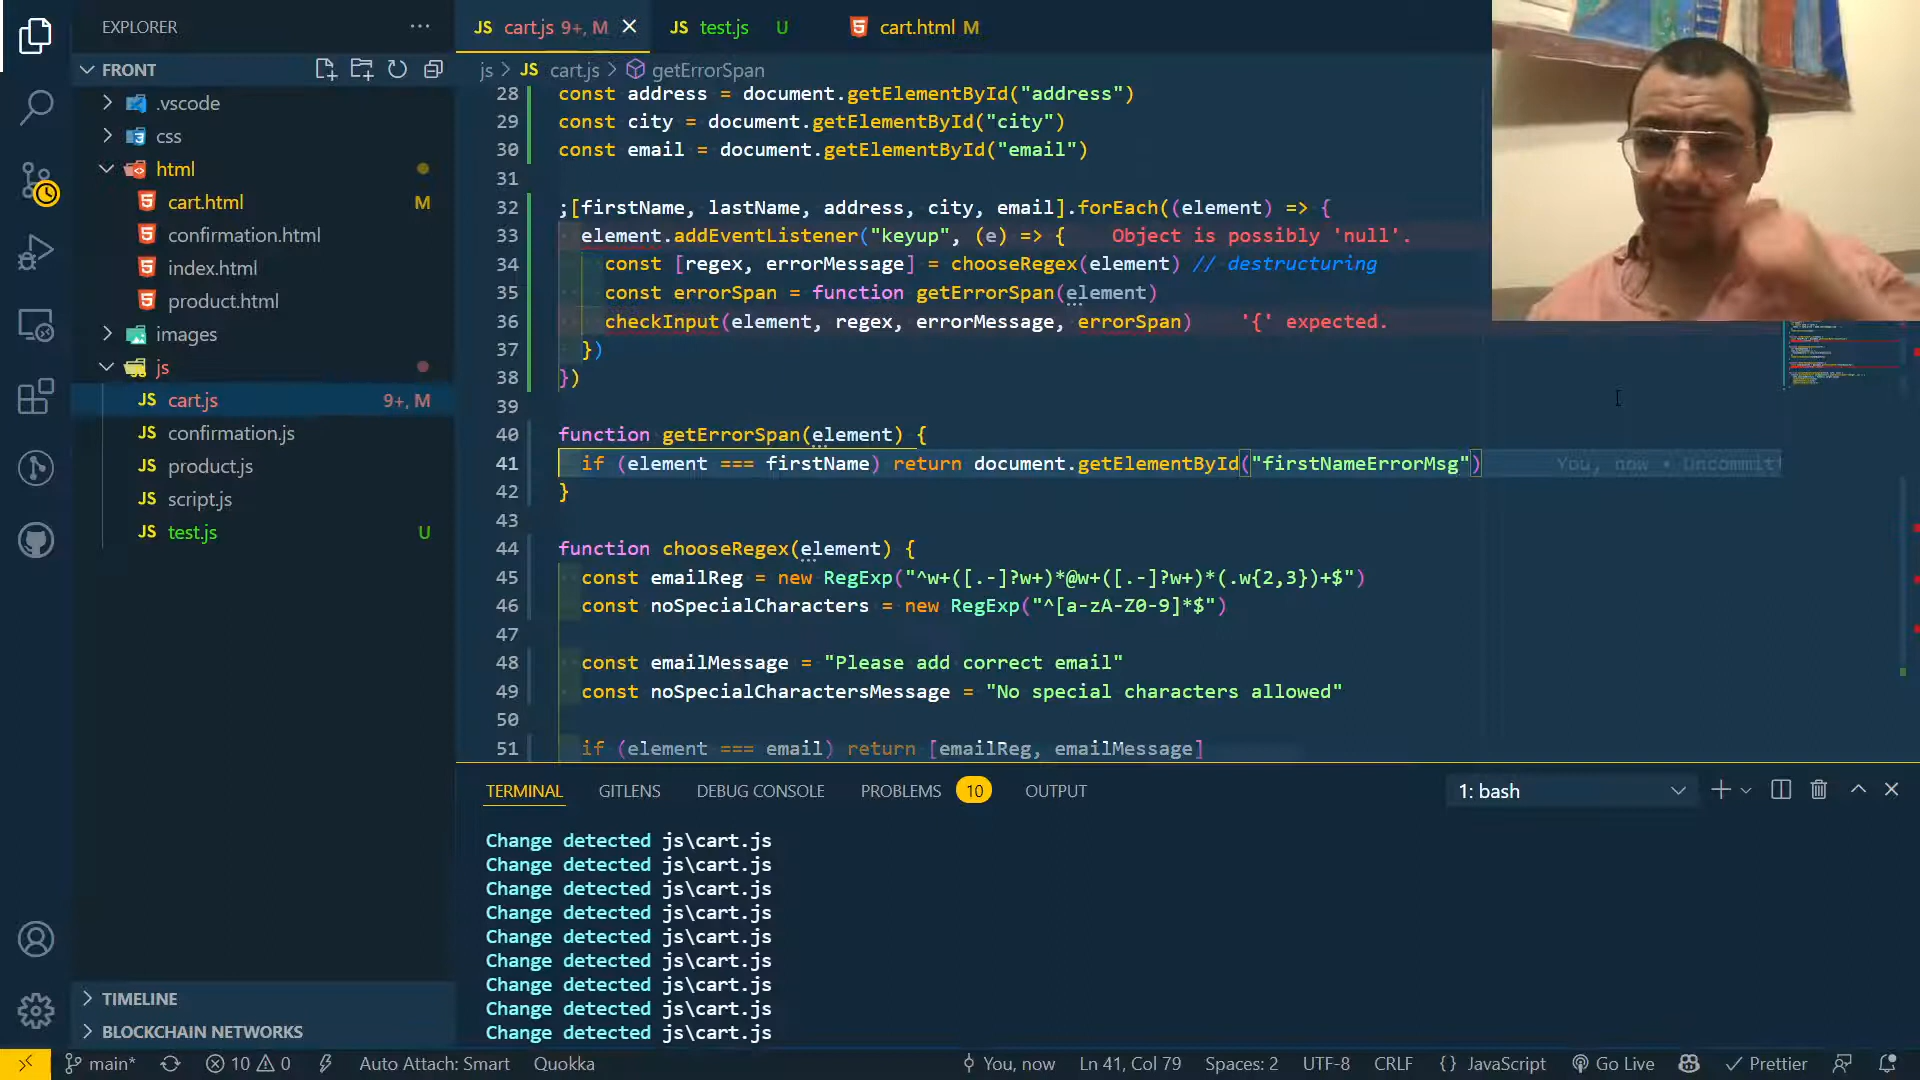 EXPLORER
FRONT
.vscode
css
html
cart.html M
confirmation.html
index.html
product.html
images
js
JS cart.js 9+, M
JS confirmation.js
JS product.js
JS script.js
JS test.js U
TIMELINE
BLOCKCHAIN NETWORKS
JS cart.js 9+, M
JS test.js U
cart.html M
js > JS cart.js > getErrorSpan
28 const address = document.getElementById("address")
29 const city = document.getElementById("city")
30 const email = document.getElementById("email")
31
32 ;[firstName, lastName, address, city, email].forEach((element) => {
33 element.addEventListener("keyup", (e) => { Object is possibly 'null'.
34 const [regex, errorMessage] = chooseRegex(element) // destructuring
35 const errorSpan = function getErrorSpan(element)
36 checkInput(element, regex, errorMessage, errorSpan) '{' expected.
37 })
38 })
39
40 function getErrorSpan(element) {
41 if (element === firstName) return document.getElementById("firstNameErrorMsg") You, now • Uncommit
42 }
43
44 function chooseRegex(element) {
45 const emailReg = new RegExp("^w+([.-]?w+)*@w+([.-]?w+)*(.w{2,3})+$")
46 const noSpecialCharacters = new RegExp("^[a-zA-Z0-9]*$")
47
48 const emailMessage = "Please add correct email"
49 const noSpecialCharactersMessage = "No special characters allowed"
50
51 if (element === email) return [emailReg, emailMessage]
TERMINAL GITLENS DEBUG CONSOLE PROBLEMS 10 OUTPUT 1: bash
Change detected js\cart.js
Change detected js\cart.js
Change detected js\cart.js
Change detected js\cart.js
Change detected js\cart.js
Change detected js\cart.js
Change detected js\cart.js
Change detected js\cart.js
Change detected js\cart.js
main* 10 0 Auto Attach: Smart Quokka You, now Ln 41, Col 79 Spaces: 2 UTF-8 CRLF {} JavaScript Go Live Prettier